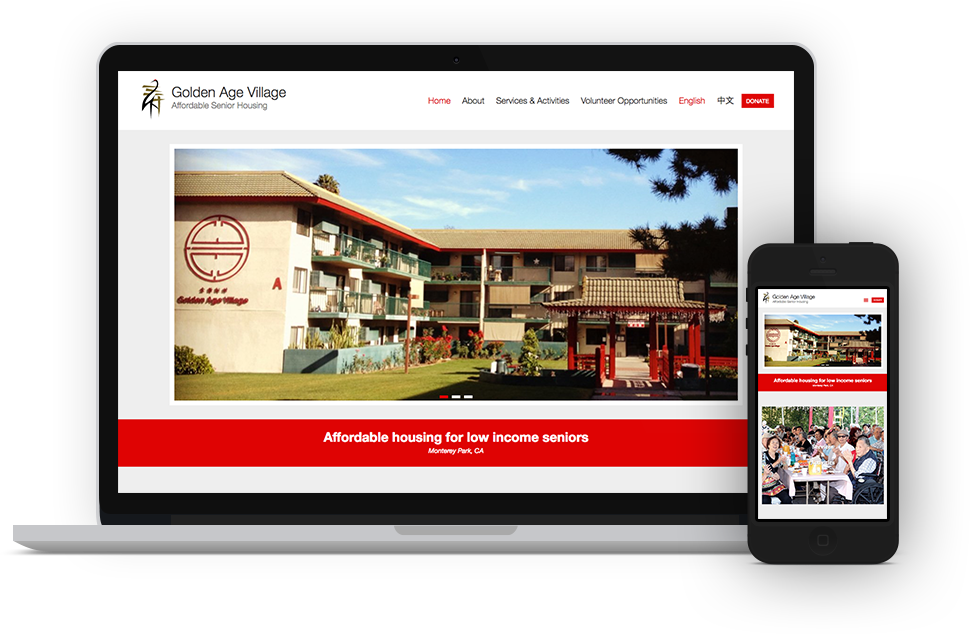 Golden Age Village
Affordable Senior Housing
Home About Services & Activities Volunteer Opportunities English 中文 DONATE
Golden Age Village
A
Affordable housing for low income seniors
Monterey Park, CA
Golden Age Village
Affordable Senior Housing
Affordable housing for low income seniors
Monterey Park, CA